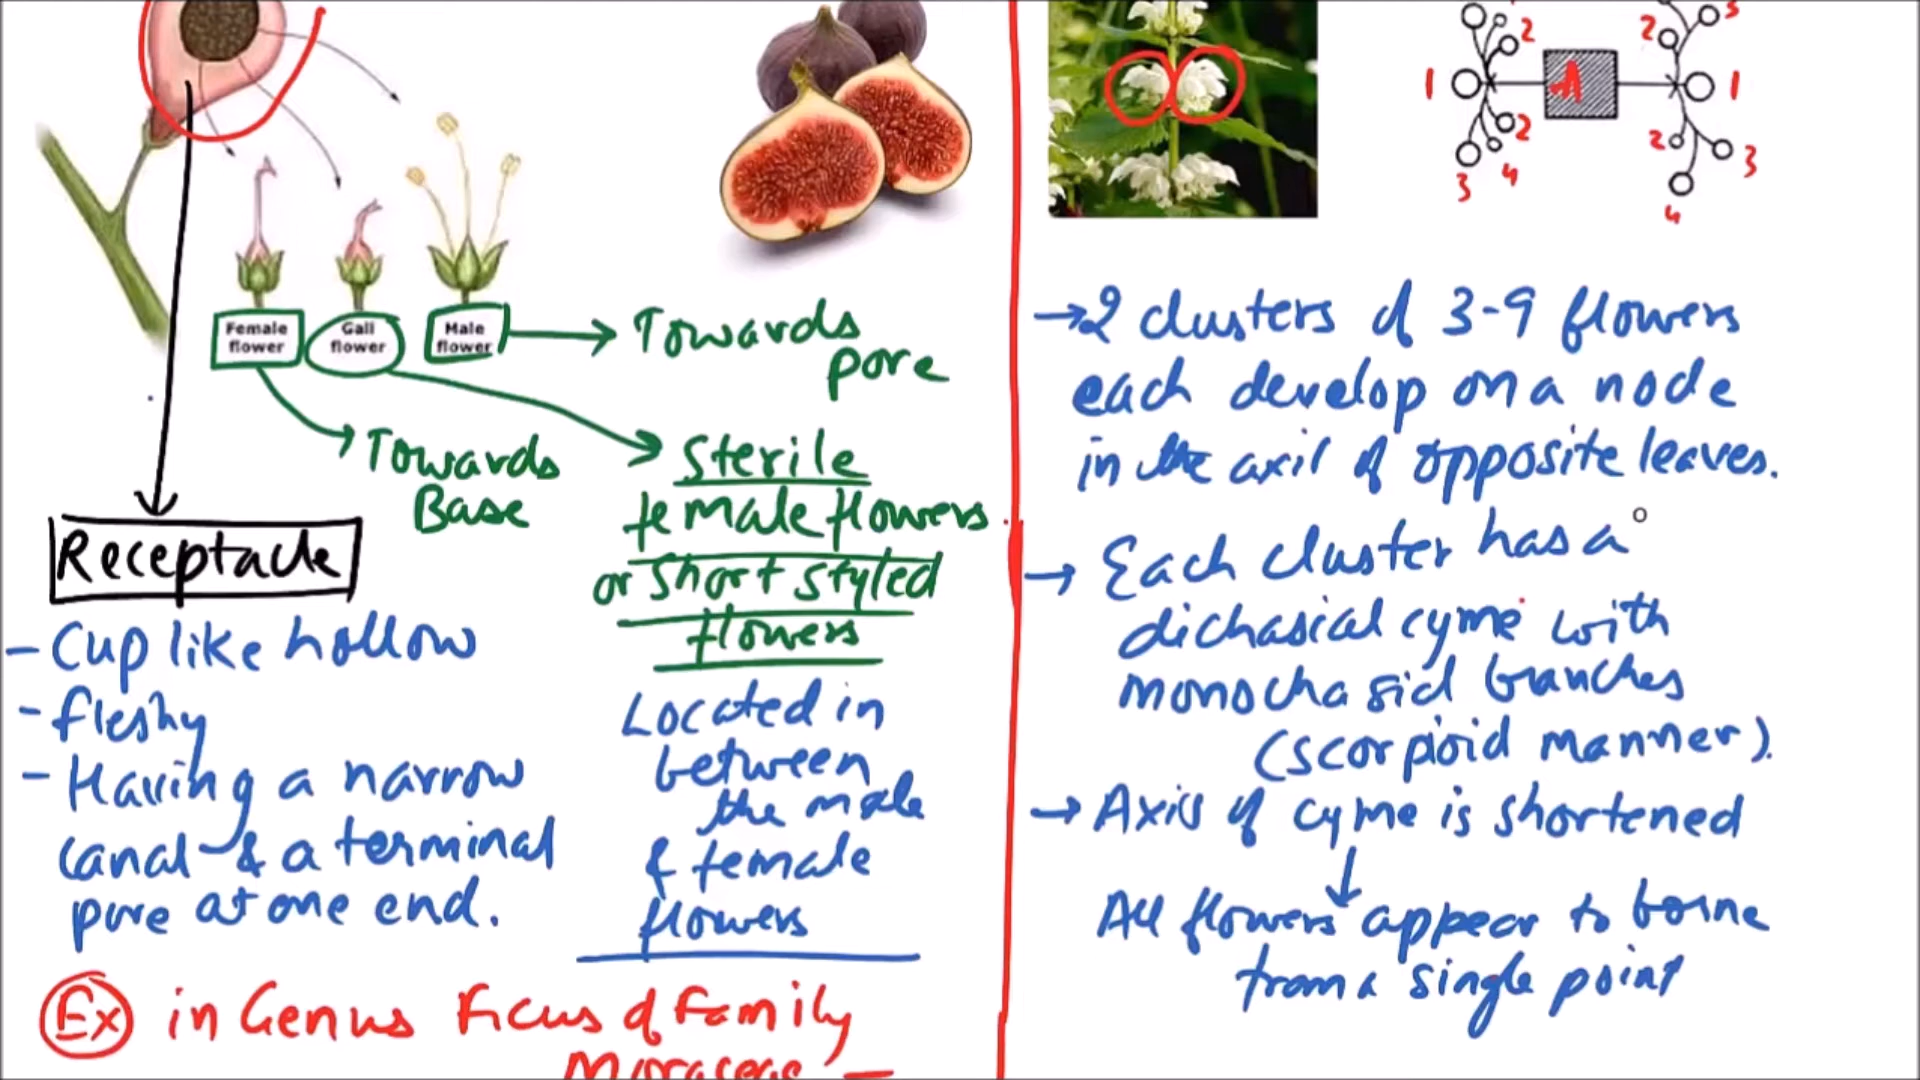 Female flower
Gall flower
Male flower
Towards pore
Towards Base
Sterile
female flowers
or short styled
flowers
Located in
between
the male
& female
flowers
Receptacle
- Cup like hollow
- fleshy
- Having a narrow
canal & a terminal
pore at one end.
Ex in Genus Ficus of Family
Moraceae -
1 2 3 4 2 A 1 2 3 4 2 3
→ 2 clusters of 3-9 flowers
each develop on a node
in the axil of opposite leaves.
→ Each cluster has a
dichasial cyme with
monochasial branches
(scorpioid manner).
→ Axis of cyme is shortened
↓
All flowers appear to borne
from a single point